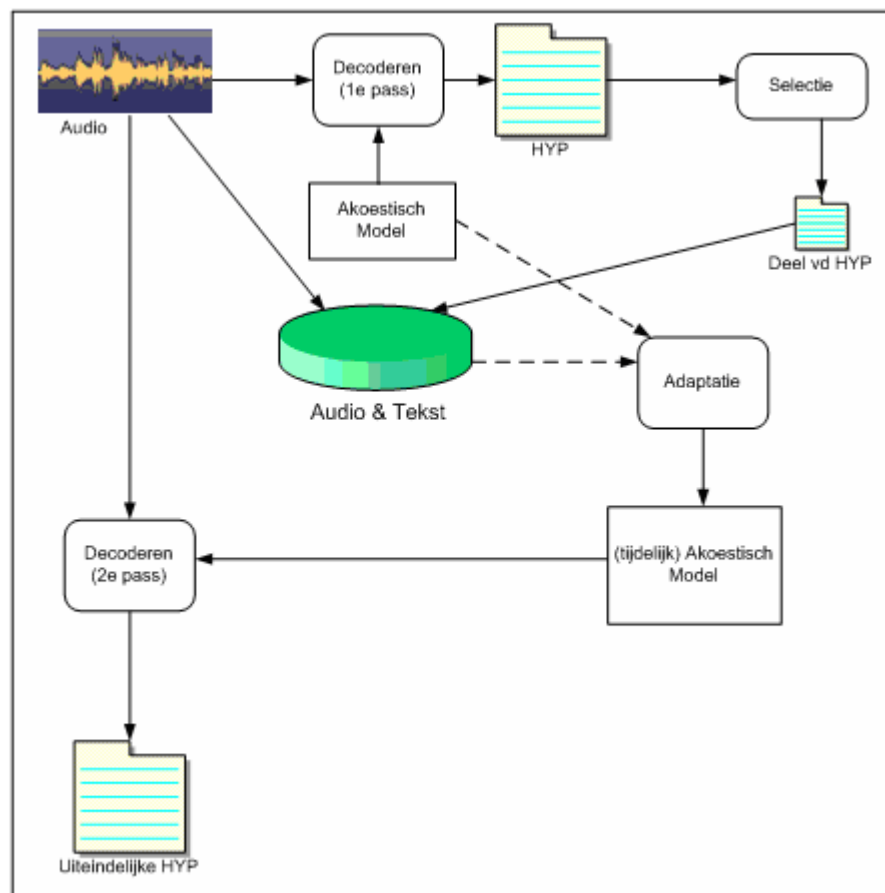 Audio
Decoderen
(1e pass)
HYP
Selectie
Akoestisch
Model
Deel vd HYP
Audio & Tekst
Adaptatie
Decoderen
(2e pass)
(tijdelijk) Akoestisch
Model
Uiteindelijke HYP